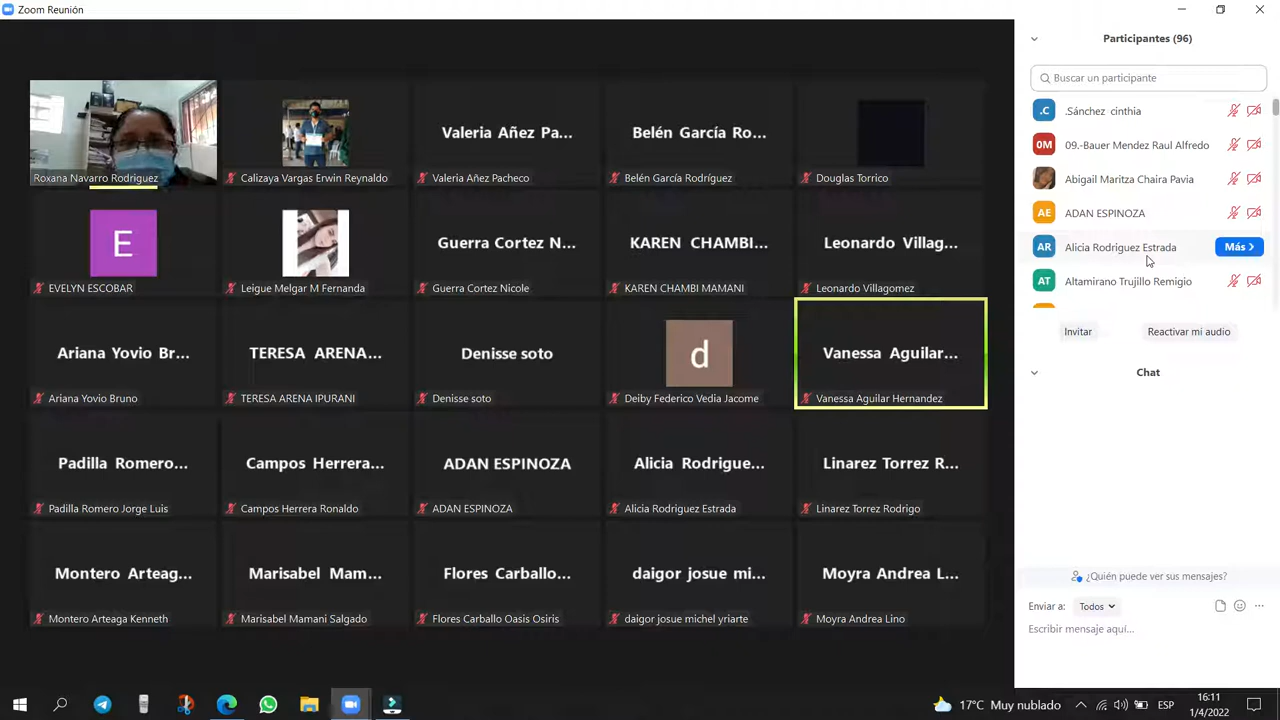 Zoom Reunión
Roxana Navarro Rodriguez
Calizaya Vargas Erwin Reynaldo
Valeria Añez Pa...
Valeria Añez Pacheco
Belén García Ro...
Belén García Rodríguez
Douglas Torrico
E
EVELYN ESCOBAR
Leigue Melgar M Fernanda
Guerra Cortez N...
Guerra Cortez Nicole
KAREN CHAMBI...
KAREN CHAMBI MAMANI
Leonardo Villag...
Leonardo Villagomez
Ariana Yovio Br...
Ariana Yovio Bruno
TERESA ARENA...
TERESA ARENA IPURANI
Denisse soto
Denisse soto
d
Deiby Federico Vedia Jacome
Vanessa Aguilar...
Vanessa Aguilar Hernandez
Padilla Romero...
Padilla Romero Jorge Luis
Campos Herrera...
Campos Herrera Ronaldo
ADAN ESPINOZA
ADAN ESPINOZA
Alicia Rodrigue...
Alicia Rodriguez Estrada
Linarez Torrez R...
Linarez Torrez Rodrigo
Montero Arteag...
Montero Arteaga Kenneth
Marisabel Mam...
Marisabel Mamani Salgado
Flores Carballo...
Flores Carballo Oasis Osiris
daigor josue mi...
daigor josue michel yriarte
Moyra Andrea L...
Moyra Andrea Lino
Participantes (96)
Buscar un participante
.C .Sánchez cinthia
0M 09.-Bauer Mendez Raul Alfredo
Abigail Maritza Chaira Pavia
AE ADAN ESPINOZA
AR Alicia Rodriguez Estrada Más
AT Altamirano Trujillo Remigio
Invitar Reactivar mi audio
Chat
¿Quién puede ver sus mensajes?
Enviar a: Todos
Escribir mensaje aquí...
17°C Muy nublado
ESP
16:11
1/4/2022